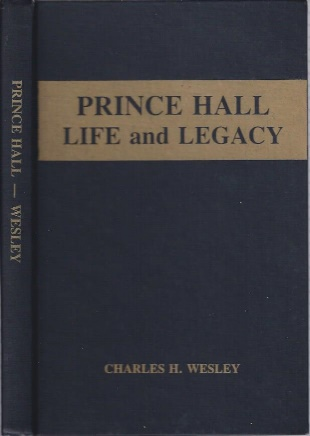 PRINCE HALL — WESLEY
PRINCE HALL
LIFE and LEGACY
CHARLES H. WESLEY